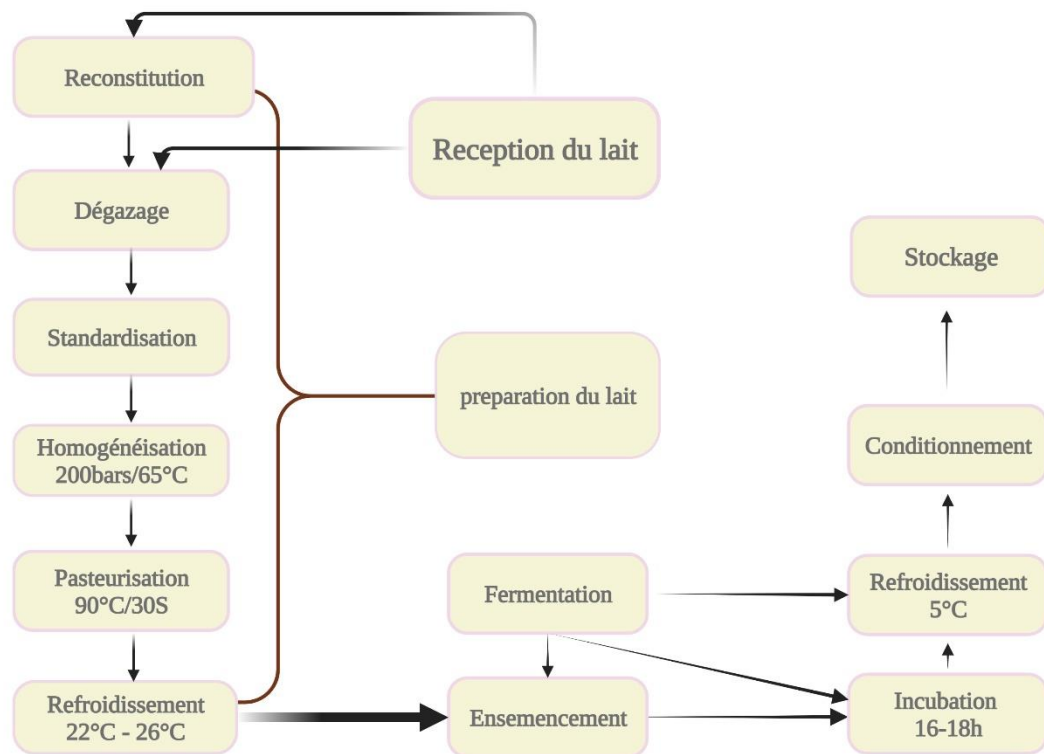 Reconstitution
Reception du lait
Dégazage
Standardisation
Homogénéisation
200bars/65°C
Pasteurisation
90°C/30S
Refroidissement
22°C - 26°C
preparation du lait
Fermentation
Ensemencement
Stockage
Conditionnement
Refroidissement
5°C
Incubation
16-18h